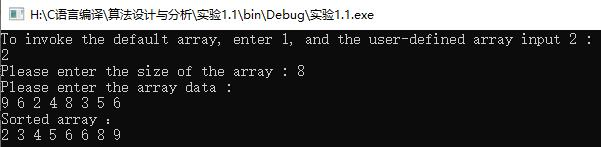 H:\C语言编译\算法设计与分析\实验1.1\bin\Debug\实验1.1.exe
To invoke the default array, enter 1, and the user-defined array input 2 :
2
Please enter the size of the array : 8
Please enter the array data :
9 6 2 4 8 3 5 6
Sorted array :
2 3 4 5 6 6 8 9